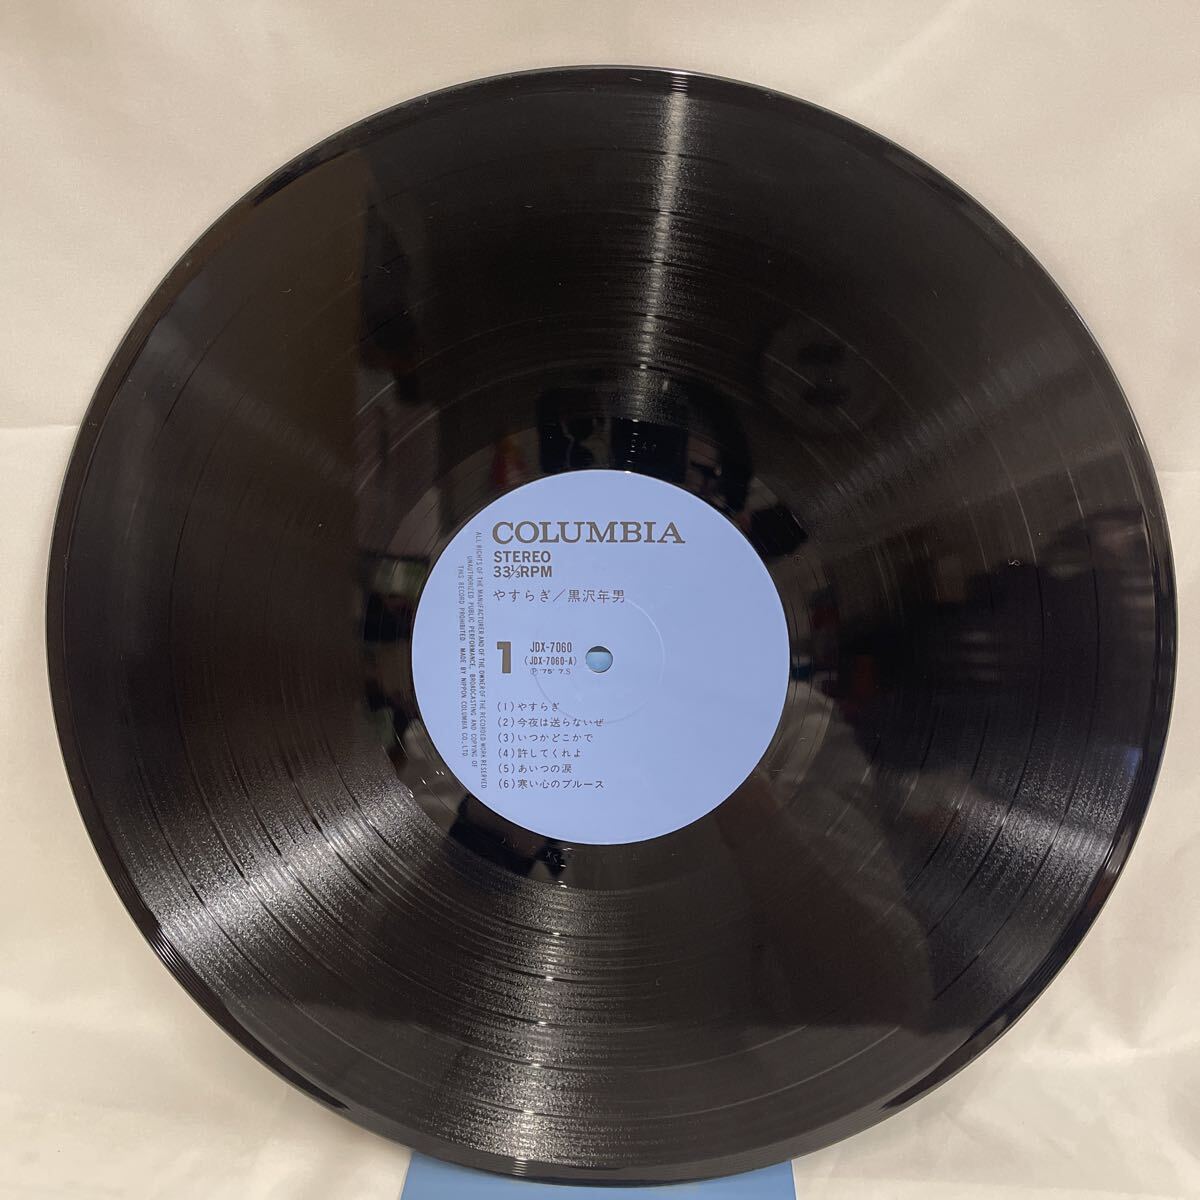 COLUMBIA
STEREO
33⅓RPM
やすらぎ／黒沢年男
1
JDX-7060
(JDX-7060-A)
Ⓟ '75' 7.S
(1)やすらぎ
(2)今夜は送らないぜ
(3)いつかどこかで
(4)許してくれよ
(5)あいつの涙
(6)寒い心のブルース
ALL RIGHTS OF THE MANUFACTURER AND OF THE OWNER OF THE RECORDED WORK RESERVED
UNAUTHORIZED PUBLIC PERFORMANCE, BROADCASTING AND COPYING OF
THIS RECORD PROHIBITED MADE BY NIPPON COLUMBIA CO., LTD.